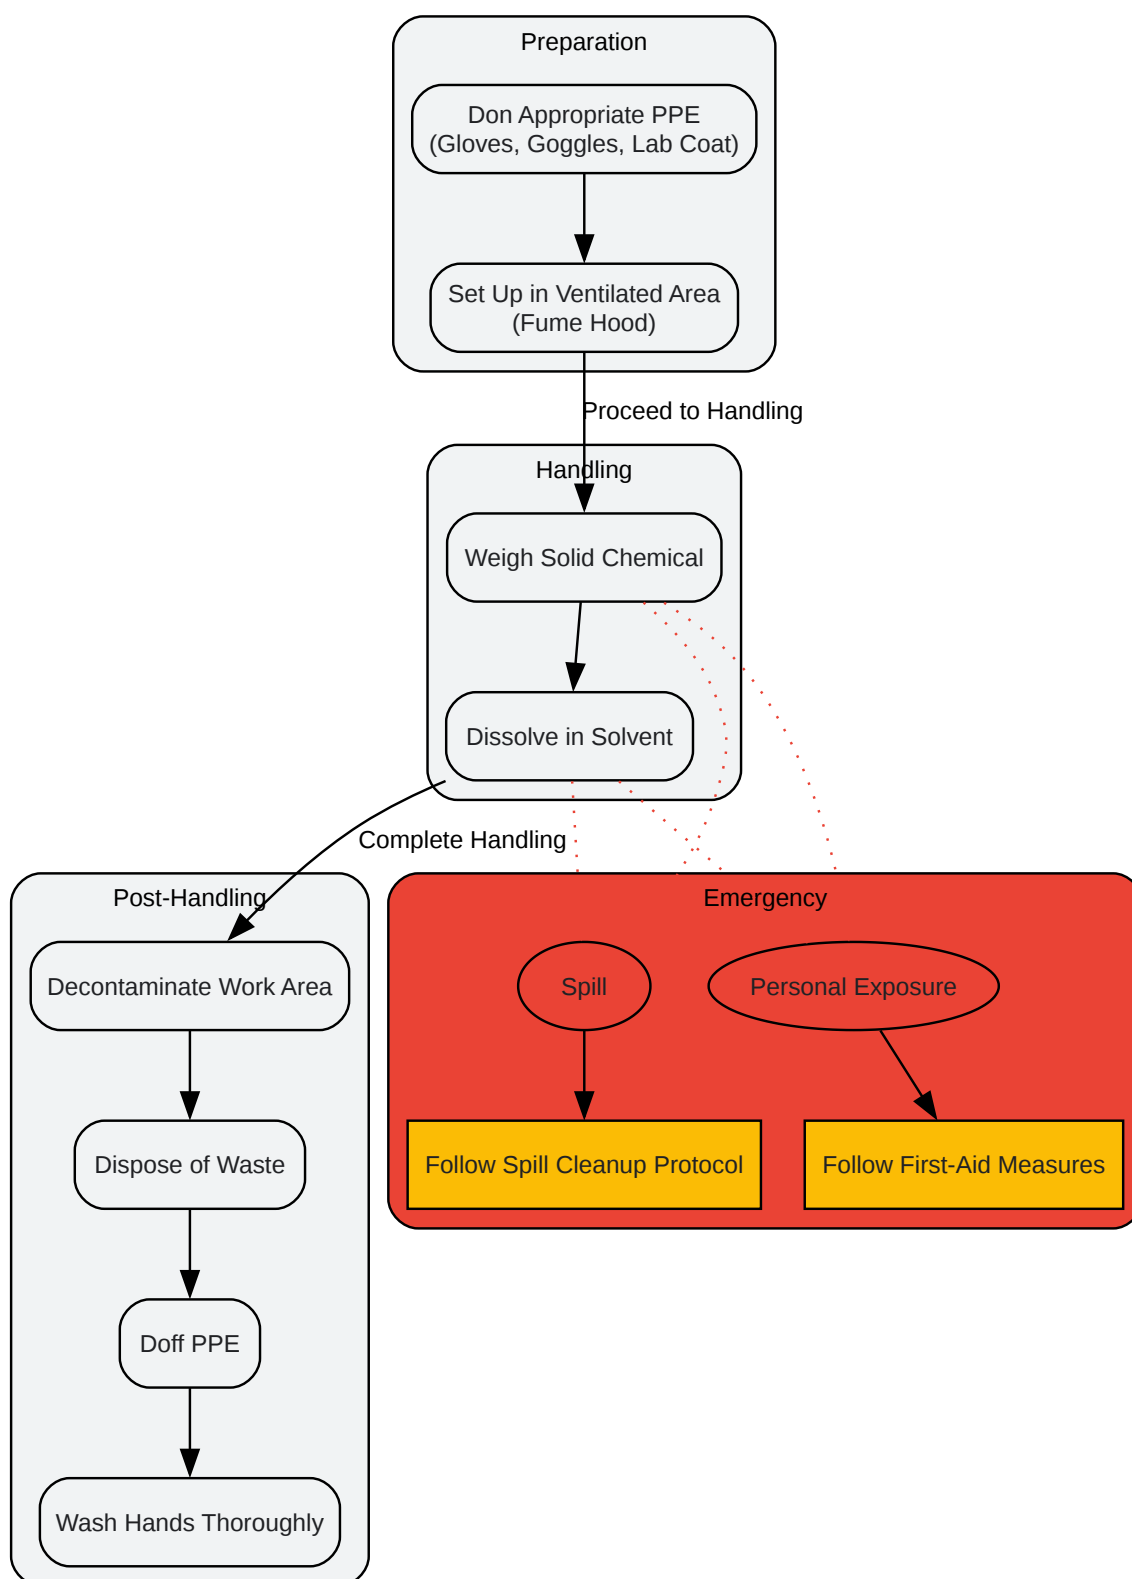 Preparation
Don Appropriate PPE
(Gloves, Goggles, Lab Coat)
Set Up in Ventilated Area
(Fume Hood)
Proceed to Handling
Handling
Weigh Solid Chemical
Dissolve in Solvent
Complete Handling
Post-Handling
Decontaminate Work Area
Dispose of Waste
Doff PPE
Wash Hands Thoroughly
Emergency
Spill
Personal Exposure
Follow Spill Cleanup Protocol
Follow First-Aid Measures